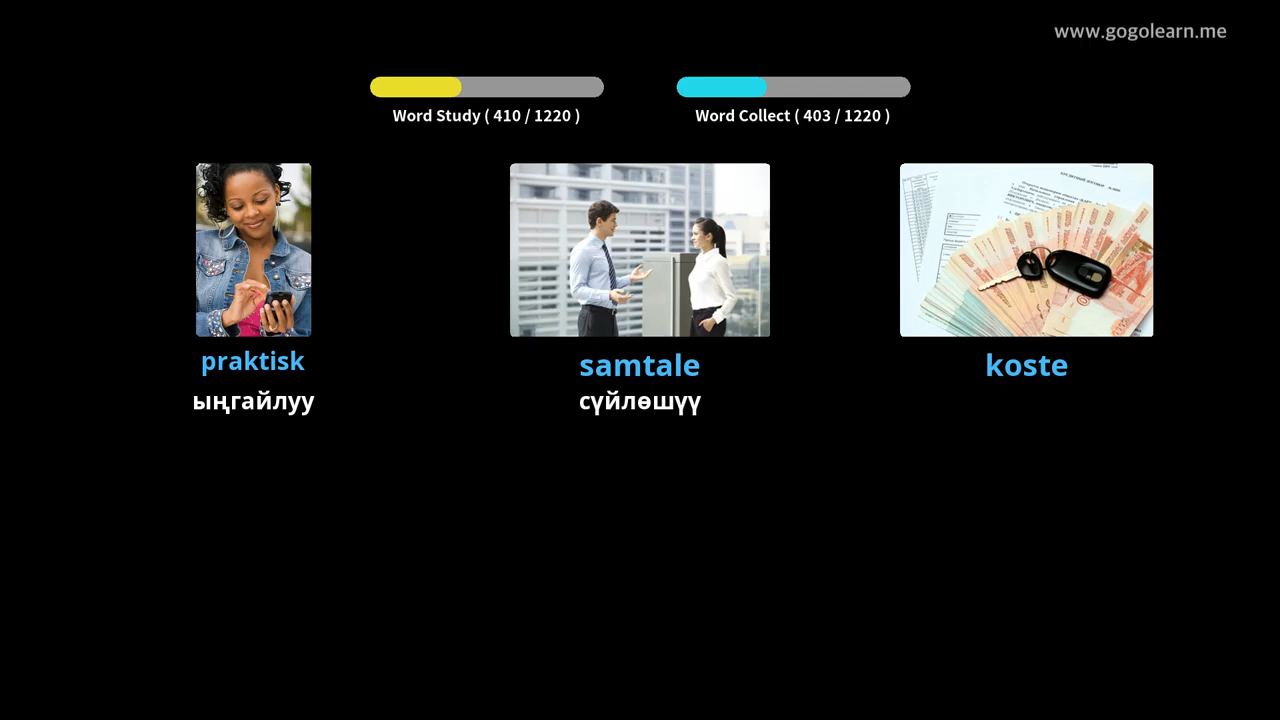 www.gogolearn.me
Word Study ( 410 / 1220 )
Word Collect ( 403 / 1220 )
praktisk
samtale
koste
ыңгайлуу
сүйлөшүү